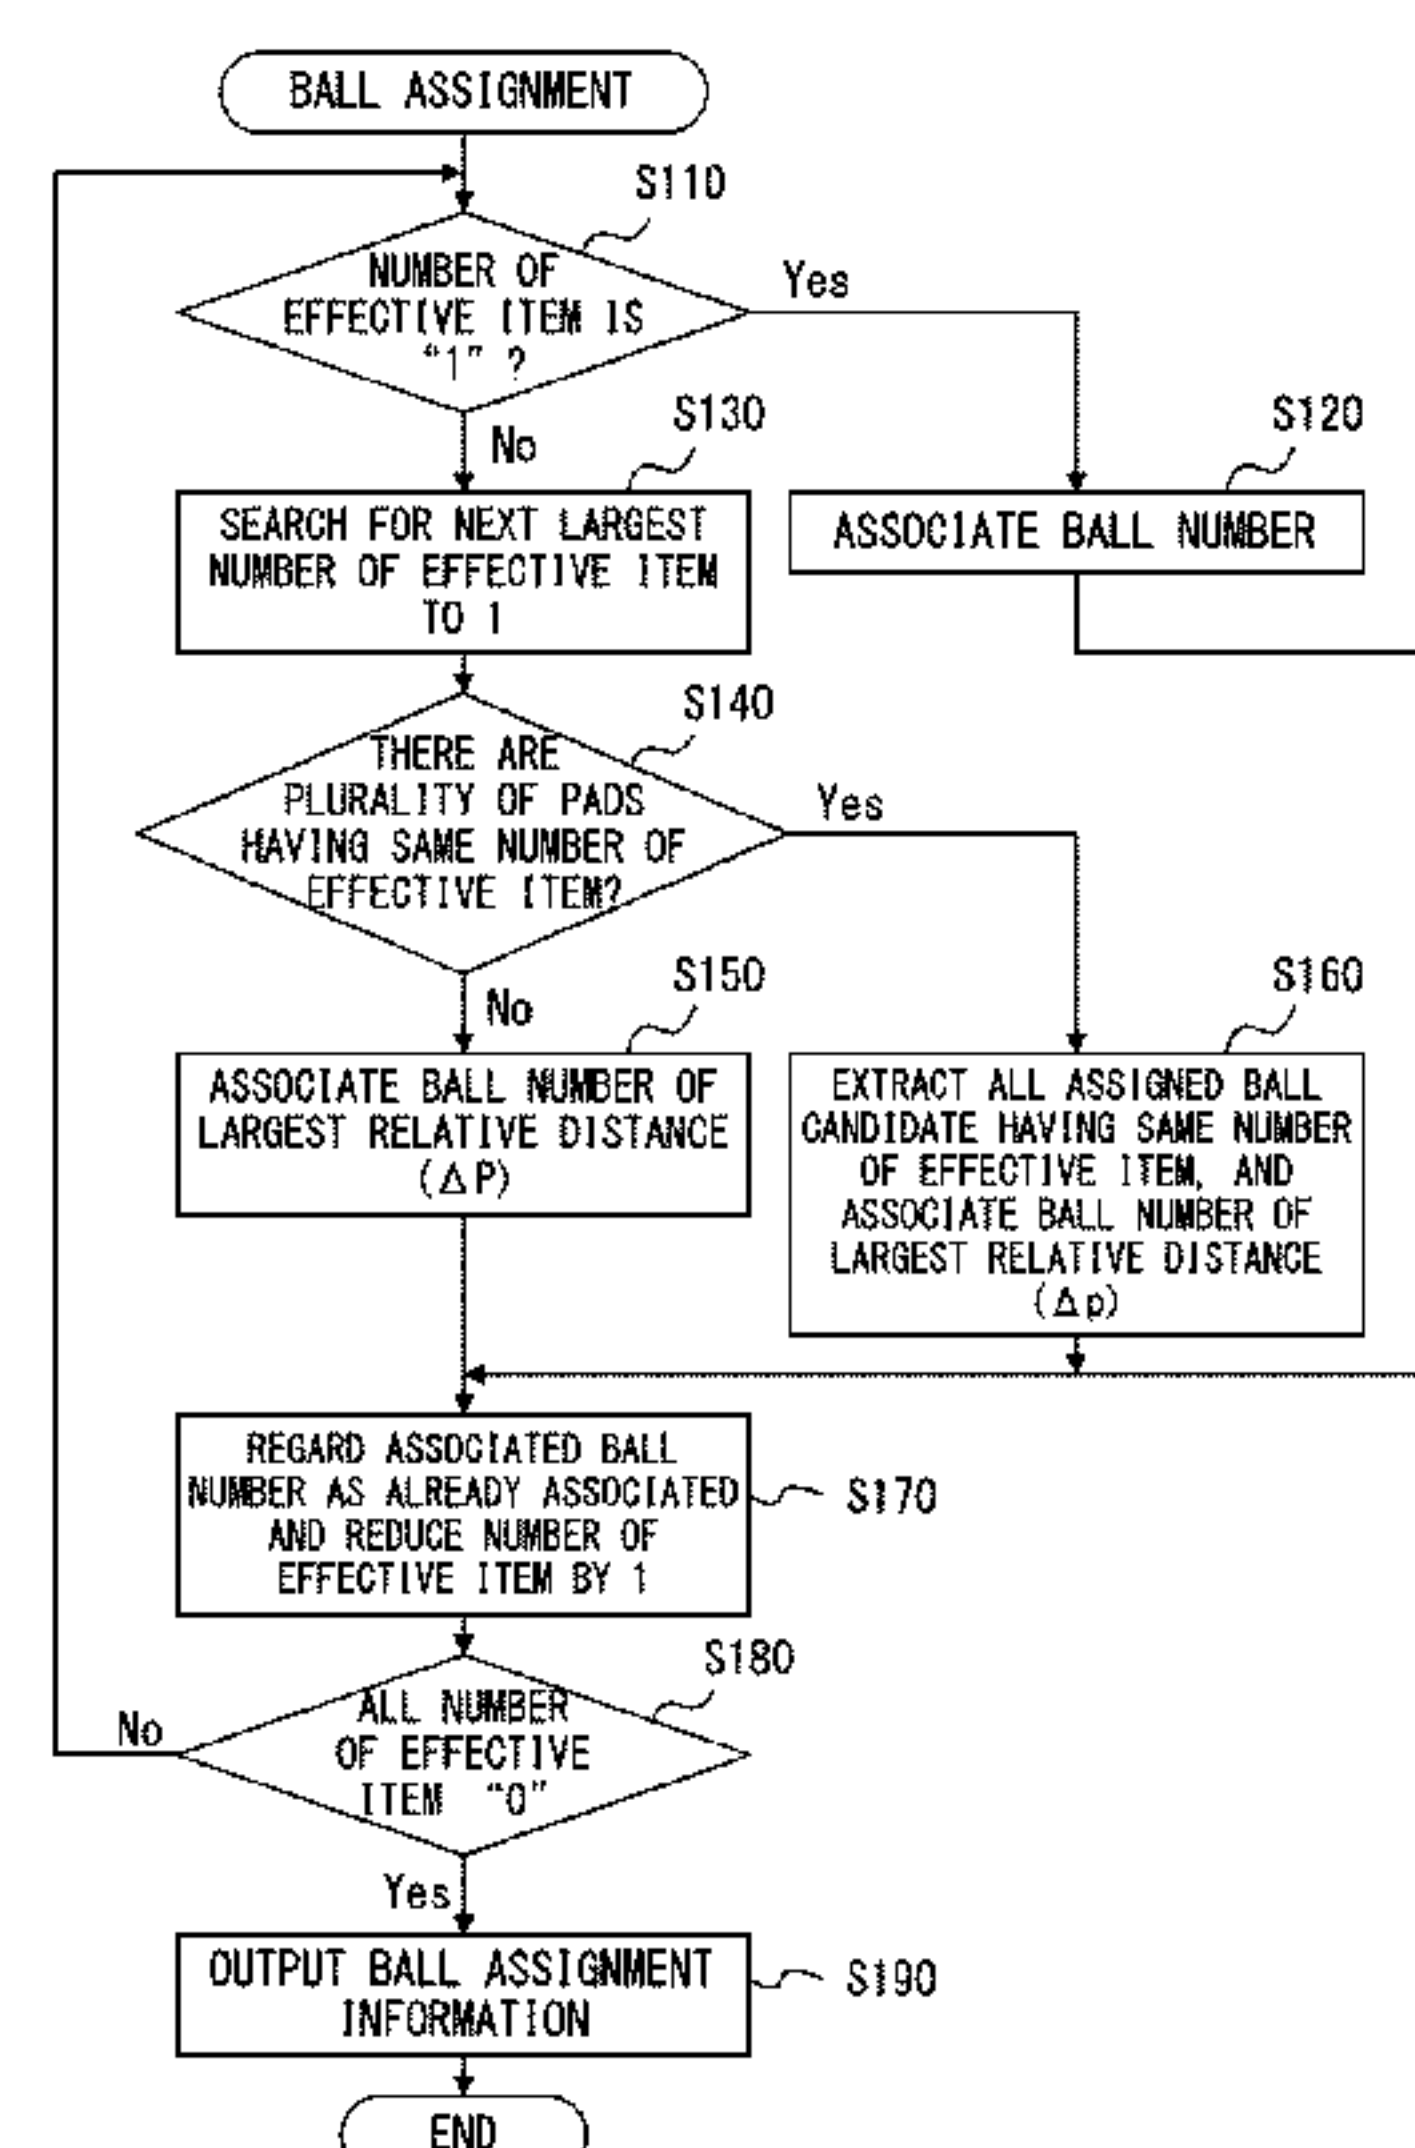 BALL ASSIGNMENT
S110
NUMBER OF
EFFECTIVE ITEM IS
“1” ?
Yes
No
S130
SEARCH FOR NEXT LARGEST
NUMBER OF EFFECTIVE ITEM
TO 1
S120
ASSOCIATE BALL NUMBER
S140
THERE ARE
PLURALITY OF PADS
HAVING SAME NUMBER OF
EFFECTIVE ITEM?
Yes
No
S150
ASSOCIATE BALL NUMBER OF
LARGEST RELATIVE DISTANCE
(ΔP)
S160
EXTRACT ALL ASSIGNED BALL
CANDIDATE HAVING SAME NUMBER
OF EFFECTIVE ITEM, AND
ASSOCIATE BALL NUMBER OF
LARGEST RELATIVE DISTANCE
(Δp)
REGARD ASSOCIATED BALL
NUMBER AS ALREADY ASSOCIATED
AND REDUCE NUMBER OF
EFFECTIVE ITEM BY 1
S170
S180
ALL NUMBER
OF EFFECTIVE
ITEM “0”
No
Yes
OUTPUT BALL ASSIGNMENT
INFORMATION
S190
END